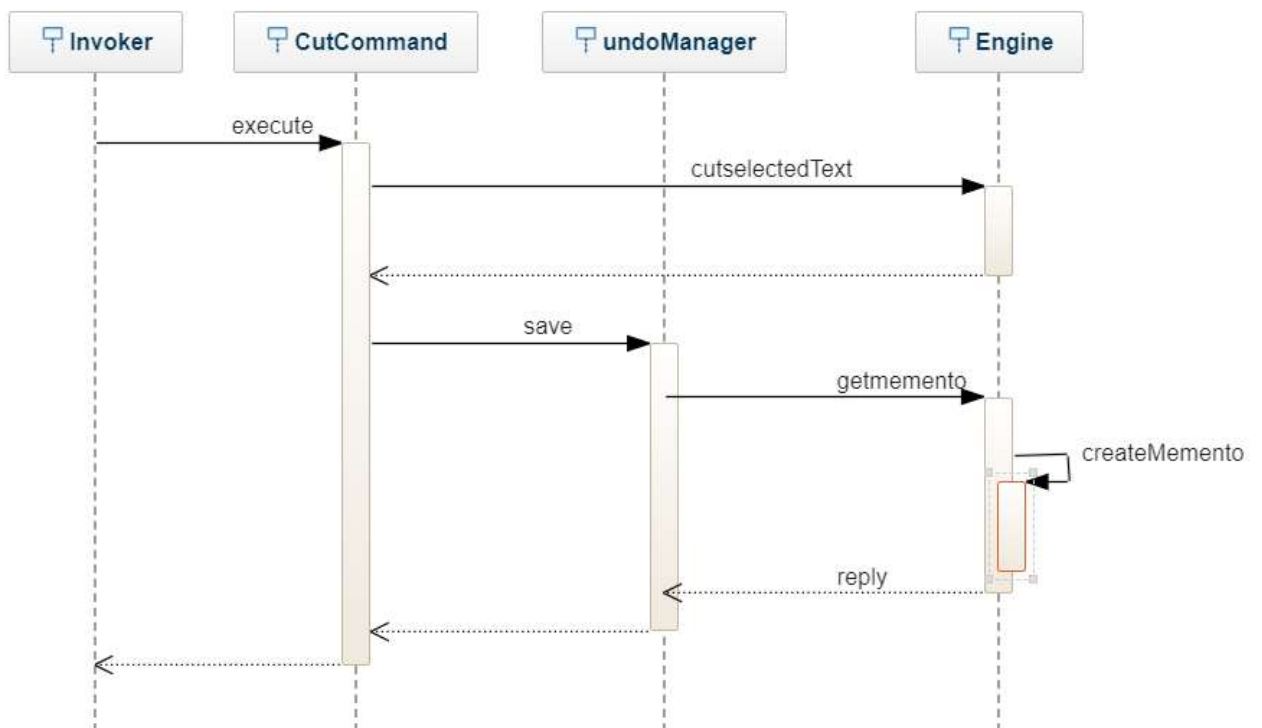 Invoker
CutCommand
undoManager
Engine
execute
cutselectedText
save
getmemento
createMemento
reply